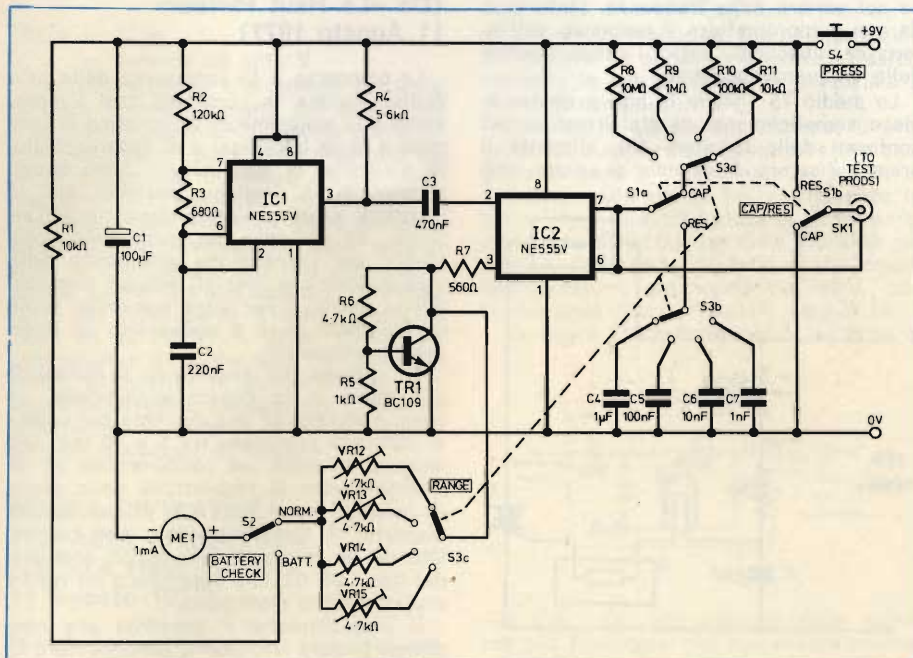 S4
+9V
PRESS
R2
120kΩ
R4
5.6kΩ
R8
10MΩ
R9
1MΩ
R10
100kΩ
R11
10kΩ
4
8
7
R3
680Ω
IC1
NE555V
3
6
2
1
C3
470nF
2
8
IC2
NE555V
7
3
6
1
S3a
S1a
CAP
RES
CAP/RES
(TO
TEST
PRODS)
RES
S1b
CAP
SK1
R1
10kΩ
C1
100µF
R7
560Ω
R6
4.7kΩ
R5
1kΩ
TR1
BC109
C2
220nF
S3b
C4
1µF
C5
100nF
C6
10nF
C7
1nF
0V
VR12
4.7kΩ
VR13
4.7kΩ
VR14
4.7kΩ
VR15
4.7kΩ
RANGE
S3c
−
+
1mA
ME1
S2
NORM.
BATT.
BATTERY
CHECK